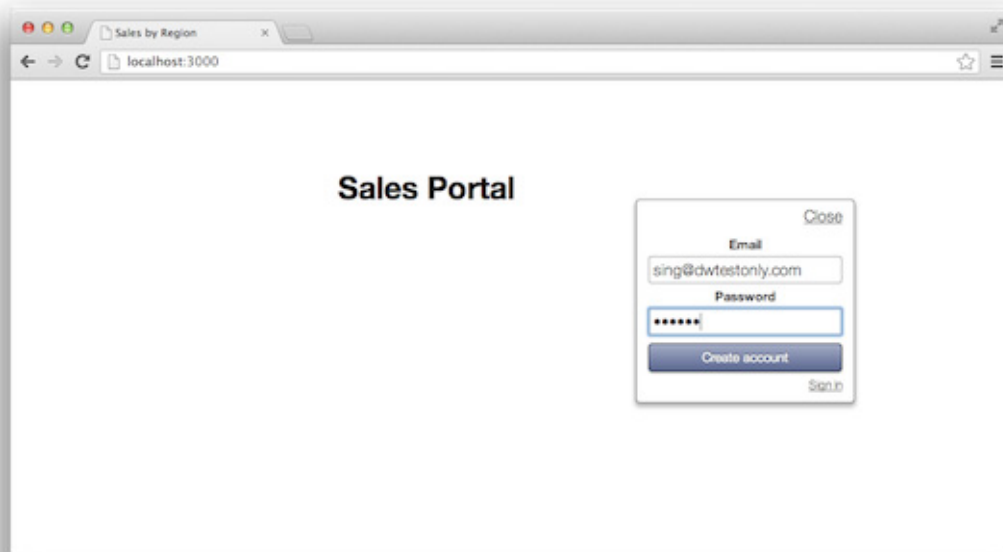 Sales by Region
localhost:3000
Sales Portal
Close
Email
sing@dwtestonly.com
Password
••••••
Create account
Sign in